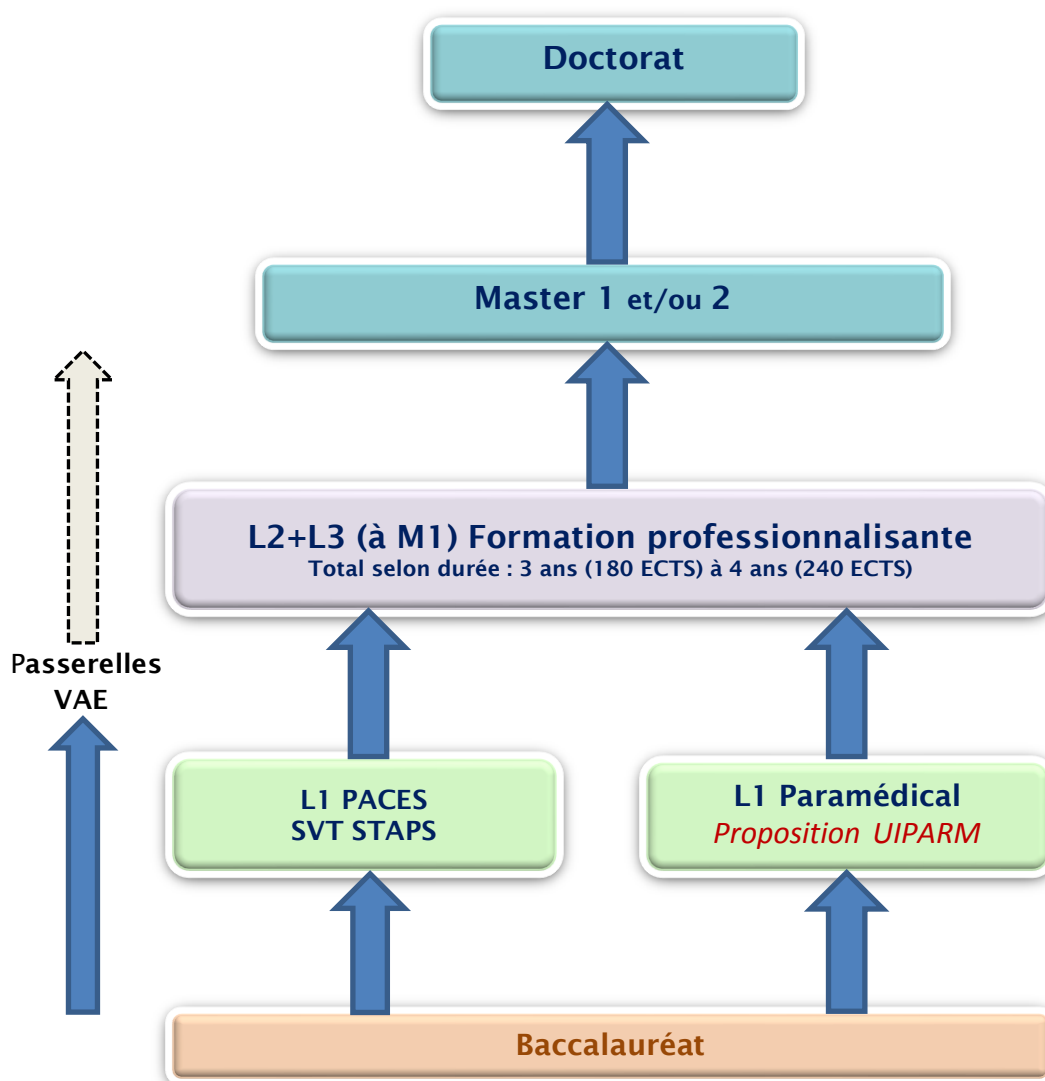 Doctorat
Master 1 et/ou 2
L2+L3 (à M1) Formation professionnalisante
Total selon durée : 3 ans (180 ECTS) à 4 ans (240 ECTS)
Passerelles
VAE
L1 PACES
SVT STAPS
L1 Paramédical
Proposition UIPARM
Baccalauréat